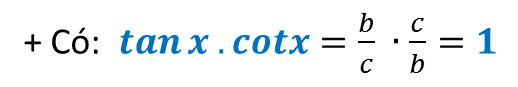 + Có: tan x . cotx = b/c · c/b = 1